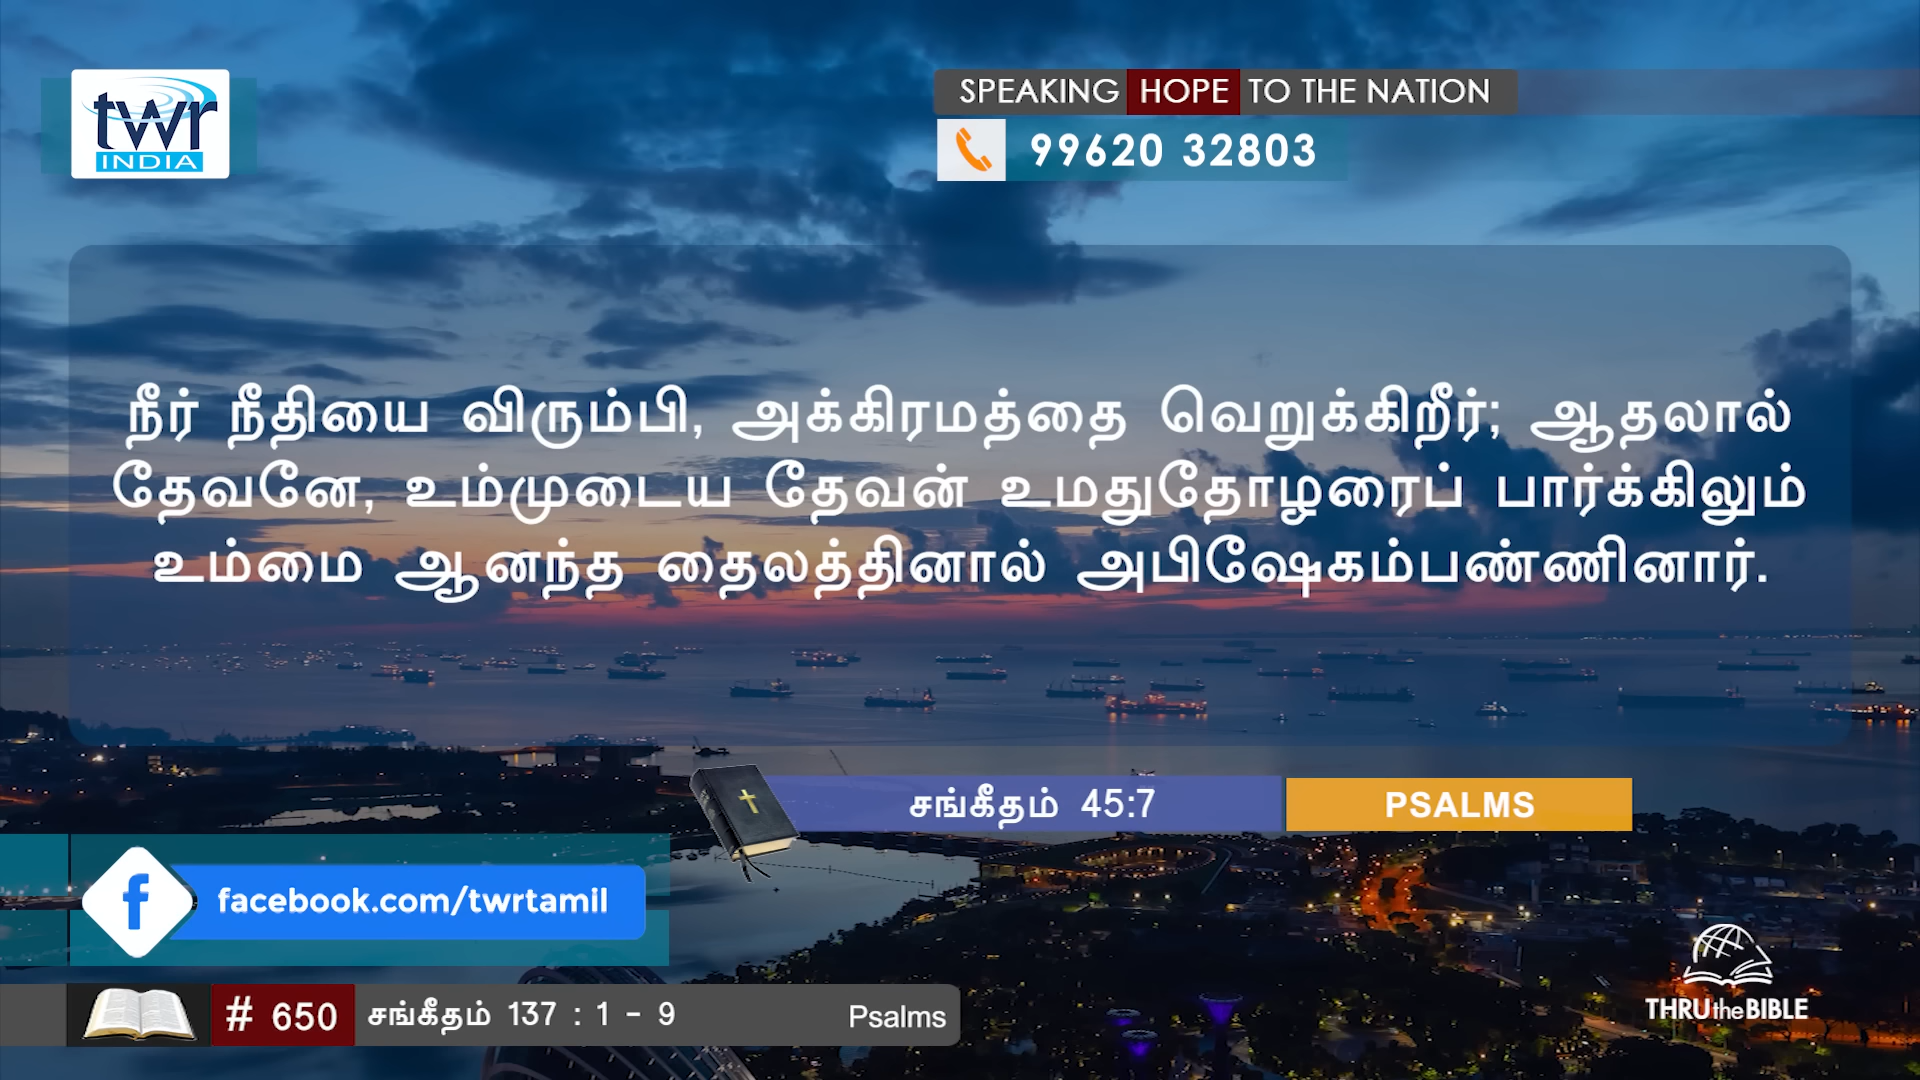 twr
INDIA
SPEAKING HOPE TO THE NATION
99620 32803
நீர் நீதியை விரும்பி, அக்கிரமத்தை வெறுக்கிறீர்; ஆதலால்
தேவனே, உம்முடைய தேவன் உமதுதோழரைப் பார்க்கிலும்
உம்மை ஆனந்த தைலத்தினால் அபிஷேகம்பண்ணினார்.
சங்கீதம் 45:7 PSALMS
facebook.com/twrtamil
# 650 சங்கீதம் 137 : 1 - 9 Psalms
THRU the BIBLE